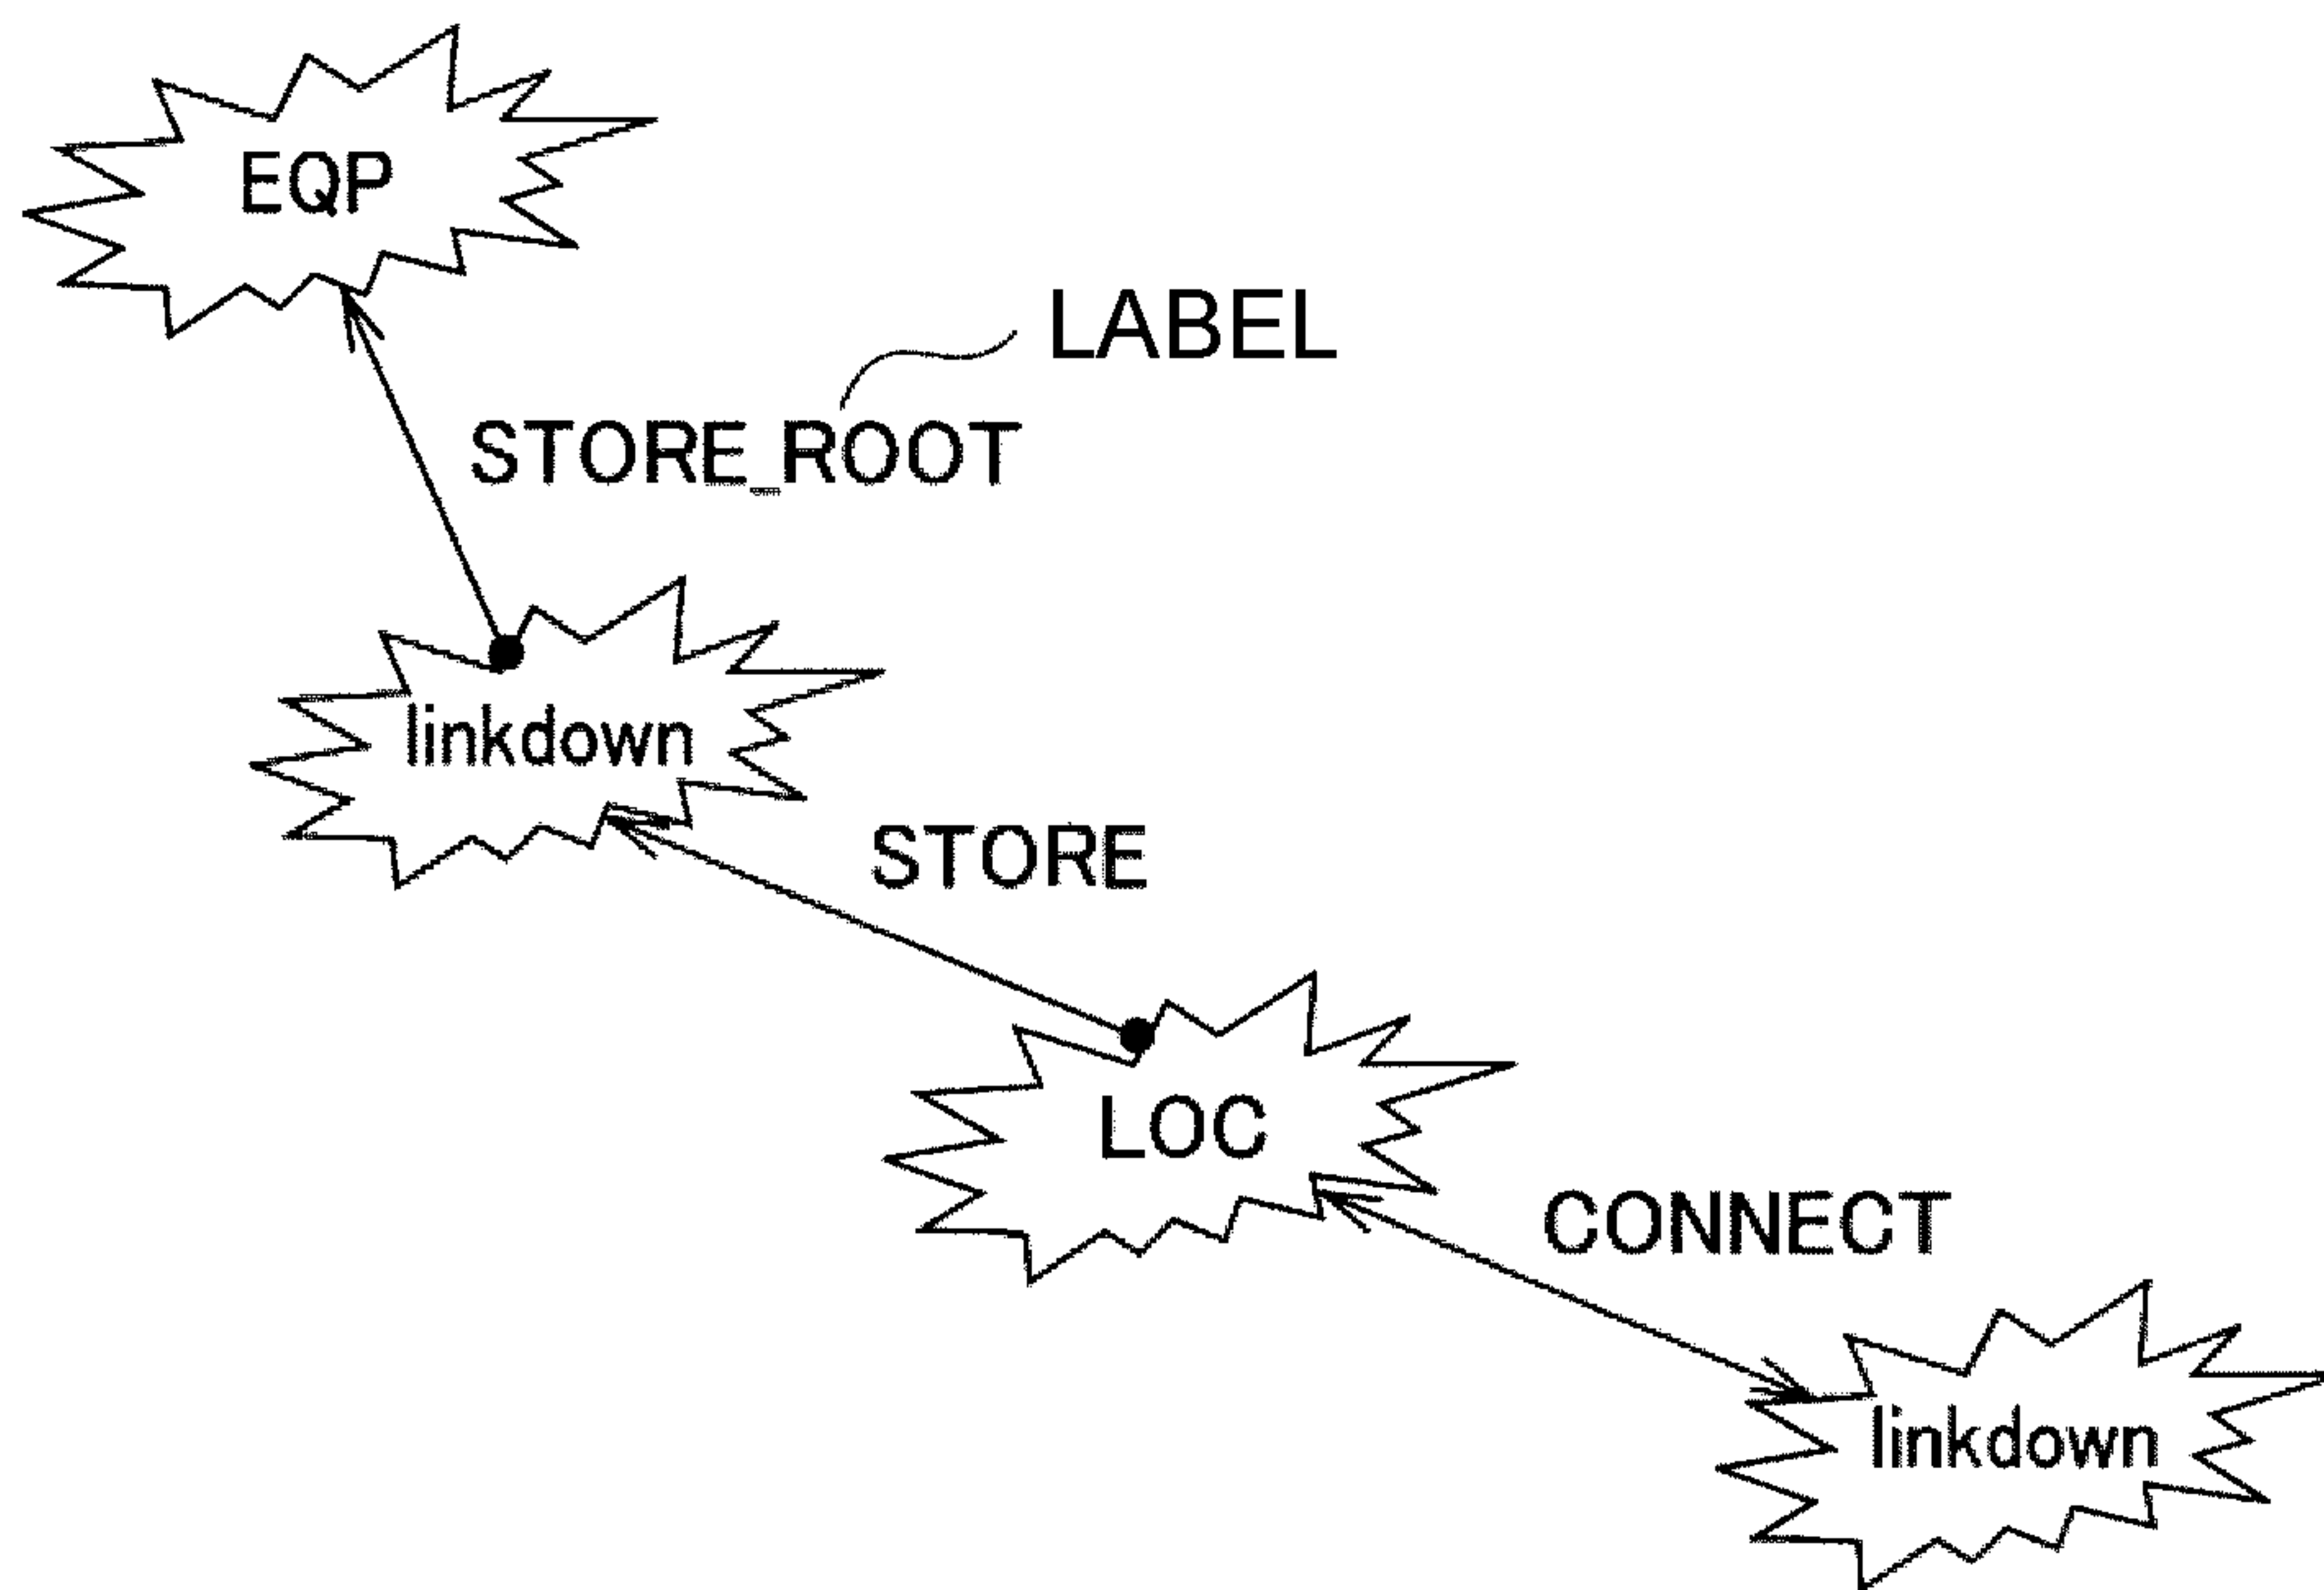 EQP
LABEL
STORE_ROOT
linkdown
STORE
LOC
CONNECT
linkdown